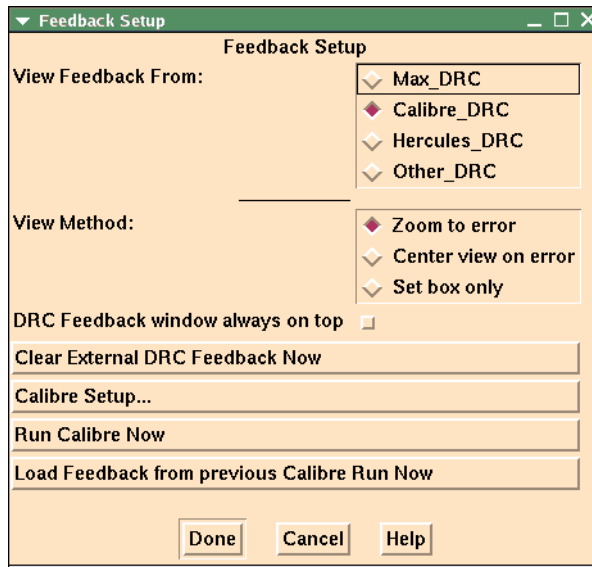 Feedback Setup
Feedback Setup
View Feedback From:
Max_DRC
Calibre_DRC
Hercules_DRC
Other_DRC
View Method:
Zoom to error
Center view on error
Set box only
DRC Feedback window always on top
Clear External DRC Feedback Now
Calibre Setup...
Run Calibre Now
Load Feedback from previous Calibre Run Now
Done Cancel Help